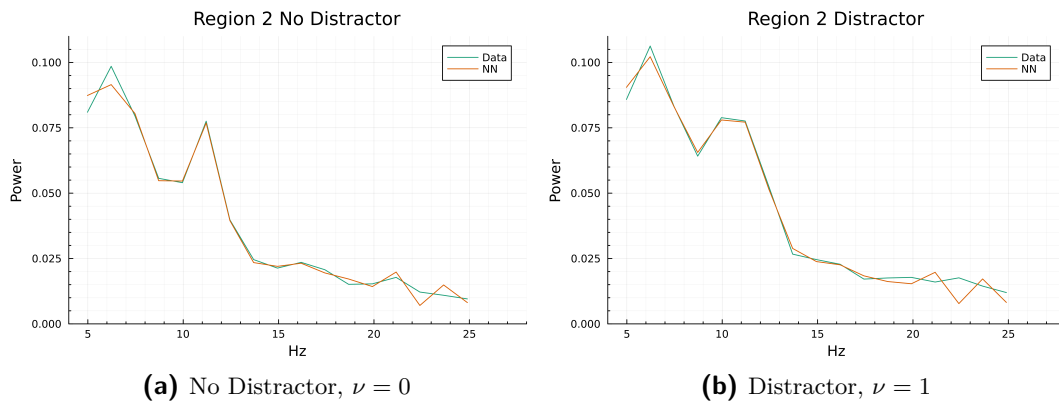 Region 2 No Distractor
Data
NN
0.100
0.075
0.050
0.025
0.000
Power
5
10
15
20
25
Hz
(a) No Distractor, ν = 0
Region 2 Distractor
Data
NN
0.100
0.075
0.050
0.025
0.000
Power
5
10
15
20
25
Hz
(b) Distractor, ν = 1